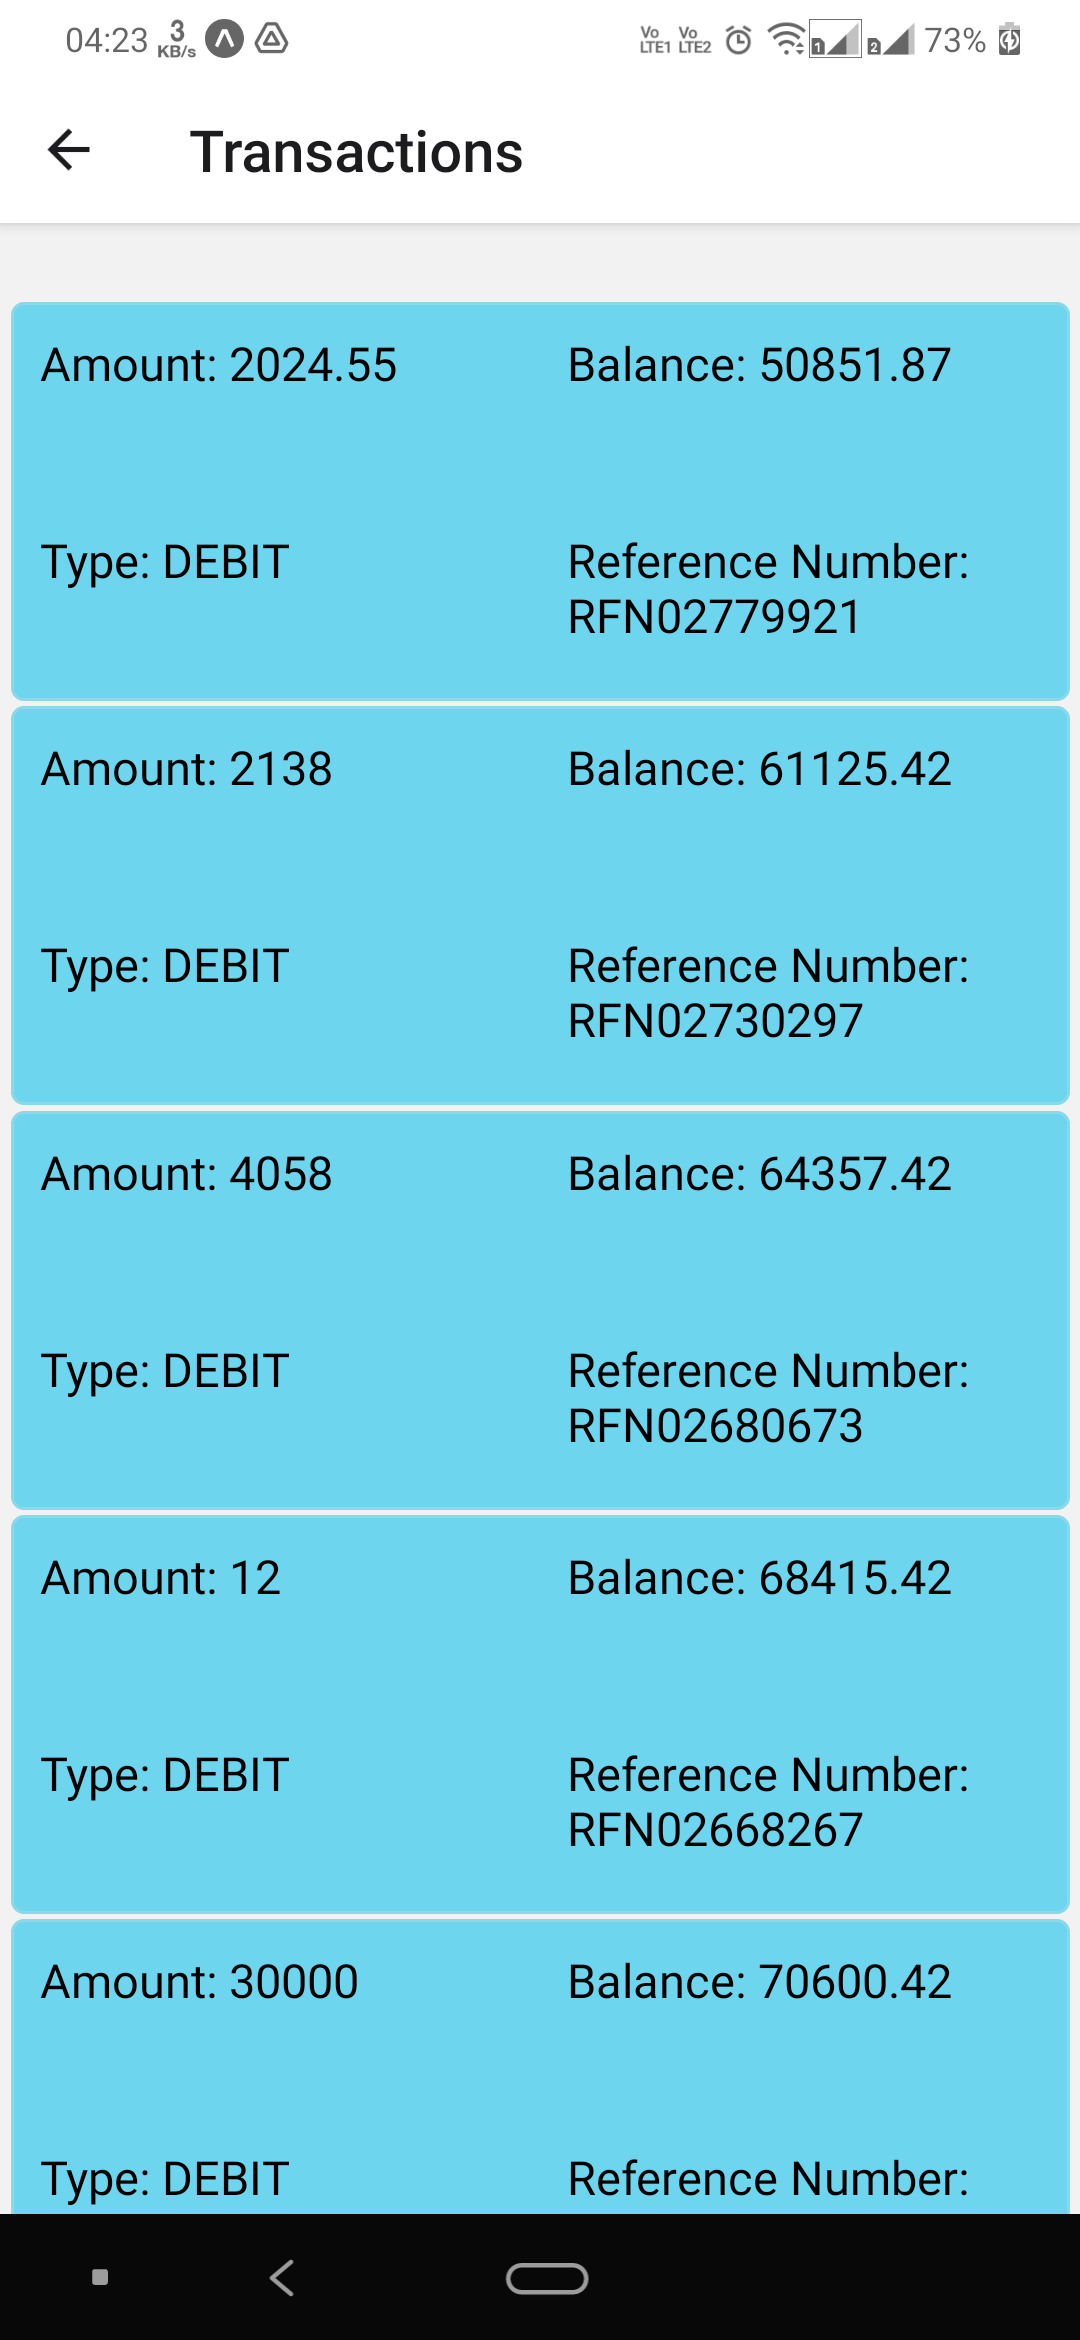 04:23 3 KB/s Vo LTE1 Vo LTE2 1 2 73%
Transactions
Amount: 2024.55 Balance: 50851.87
Type: DEBIT Reference Number:
RFN02779921
Amount: 2138 Balance: 61125.42
Type: DEBIT Reference Number:
RFN02730297
Amount: 4058 Balance: 64357.42
Type: DEBIT Reference Number:
RFN02680673
Amount: 12 Balance: 68415.42
Type: DEBIT Reference Number:
RFN02668267
Amount: 30000 Balance: 70600.42
Type: DEBIT Reference Number: